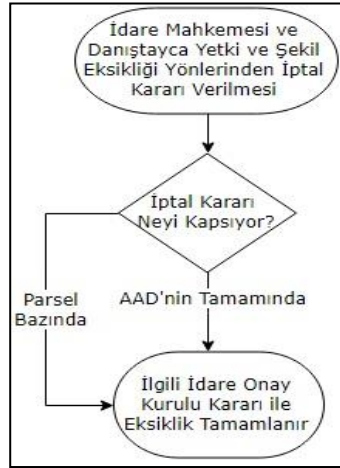 İdare Mahkemesi ve
Danıştayca Yetki ve Şekil
Eksikliği Yönlerinden İptal
Kararı Verilmesi
İptal Kararı
Neyi Kapsıyor?
Parsel
Bazında
AAD'nin Tamamında
İlgili İdare Onay
Kurulu Kararı ile
Eksiklik Tamamlanır